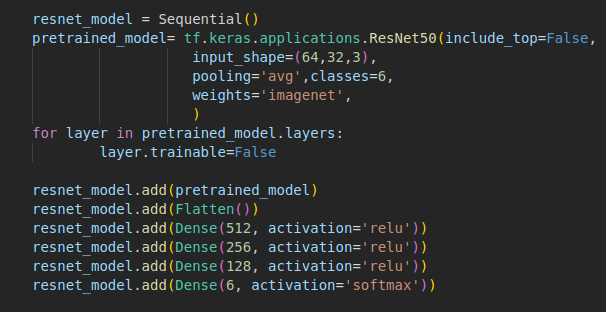 resnet_model = Sequential()
pretrained_model= tf.keras.applications.ResNet50(include_top=False,
input_shape=(64,32,3),
pooling='avg',classes=6,
weights='imagenet',
)
for layer in pretrained_model.layers:
layer.trainable=False
resnet_model.add(pretrained_model)
resnet_model.add(Flatten())
resnet_model.add(Dense(512, activation='relu'))
resnet_model.add(Dense(256, activation='relu'))
resnet_model.add(Dense(128, activation='relu'))
resnet_model.add(Dense(6, activation='softmax'))